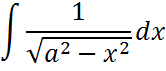 ∫ 1/√(a² − x²) dx